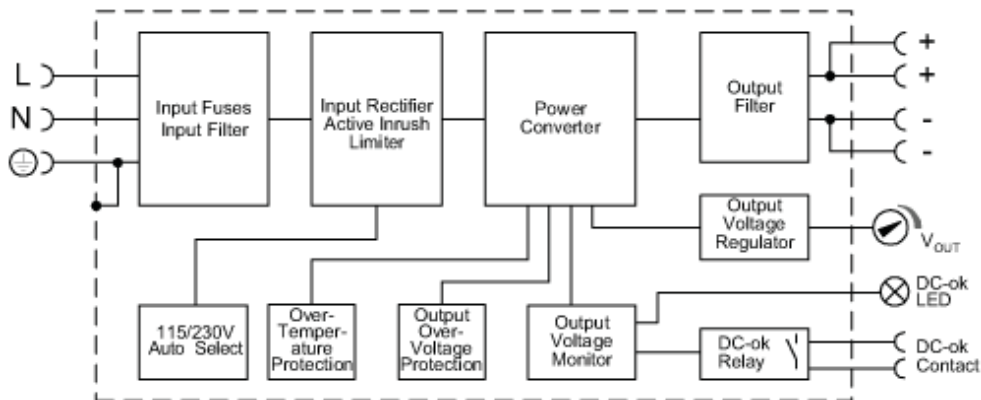 L
N
Input Fuses
Input Filter
Input Rectifier
Active Inrush
Limiter
Power
Converter
Output
Filter
+
+
-
-
Output
Voltage
Regulator
VOUT
115/230V
Auto Select
Over-
Temper-
ature
Protection
Output
Over-
Voltage
Protection
Output
Voltage
Monitor
DC-ok
LED
DC-ok
Relay
DC-ok
Contact